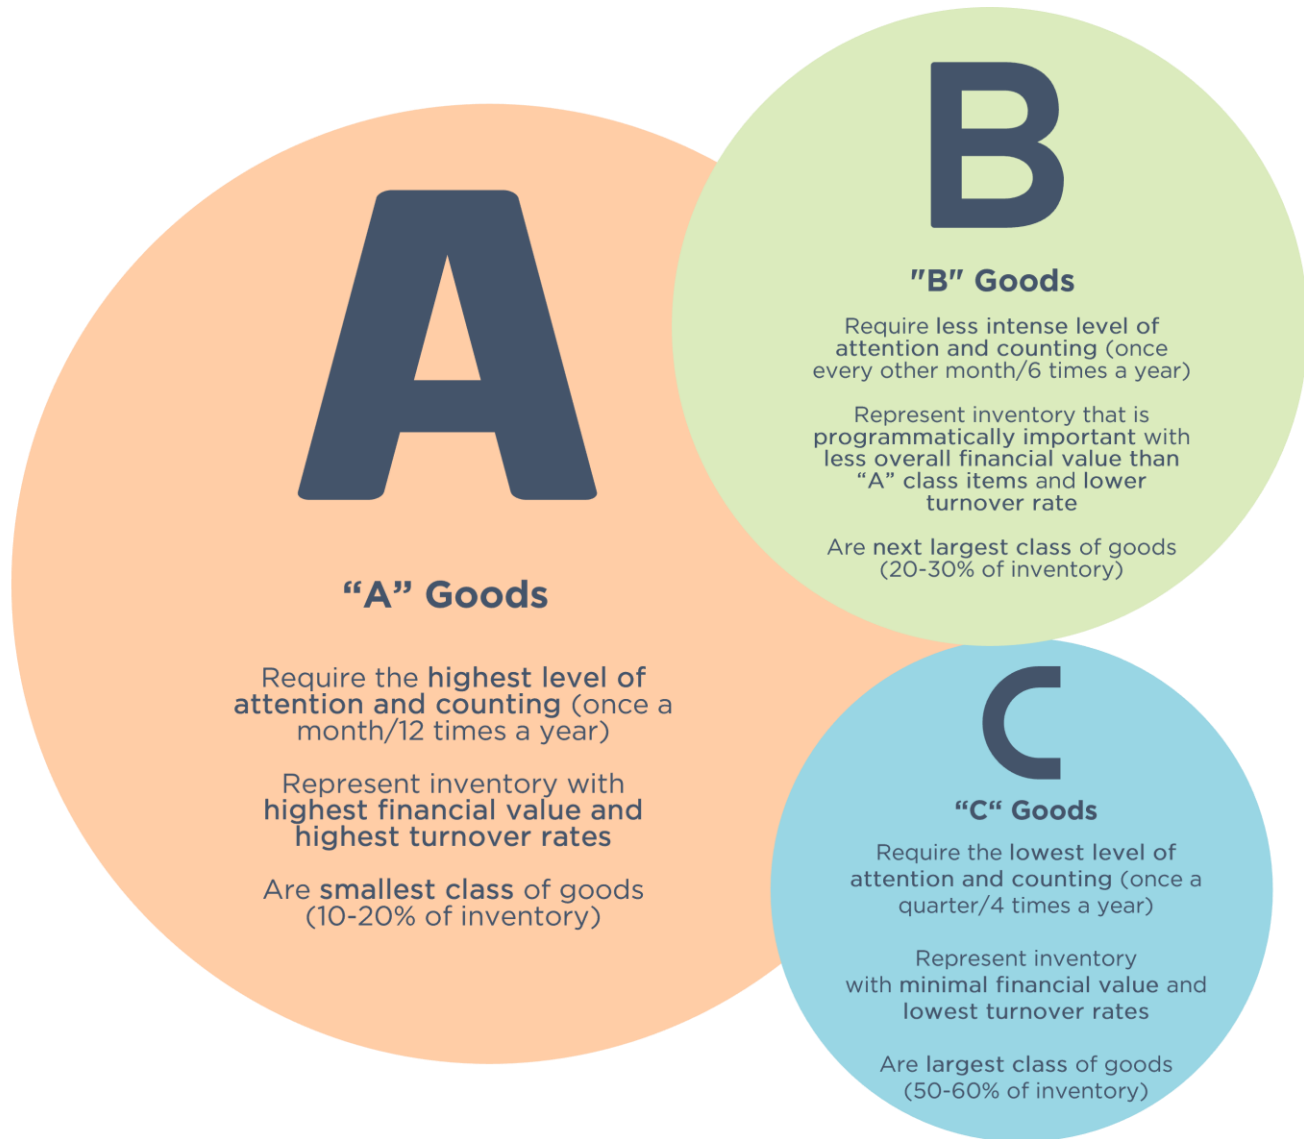 A
“A” Goods
Require the highest level of
attention and counting (once a
month/12 times a year)
Represent inventory with
highest financial value and
highest turnover rates
Are smallest class of goods
(10-20% of inventory)
B
"B" Goods
Require less intense level of
attention and counting (once
every other month/6 times a year)
Represent inventory that is
programmatically important with
less overall financial value than
“A” class items and lower
turnover rate
Are next largest class of goods
(20-30% of inventory)
C
“C“ Goods
Require the lowest level of
attention and counting (once a
quarter/4 times a year)
Represent inventory
with minimal financial value and
lowest turnover rates
Are largest class of goods
(50-60% of inventory)